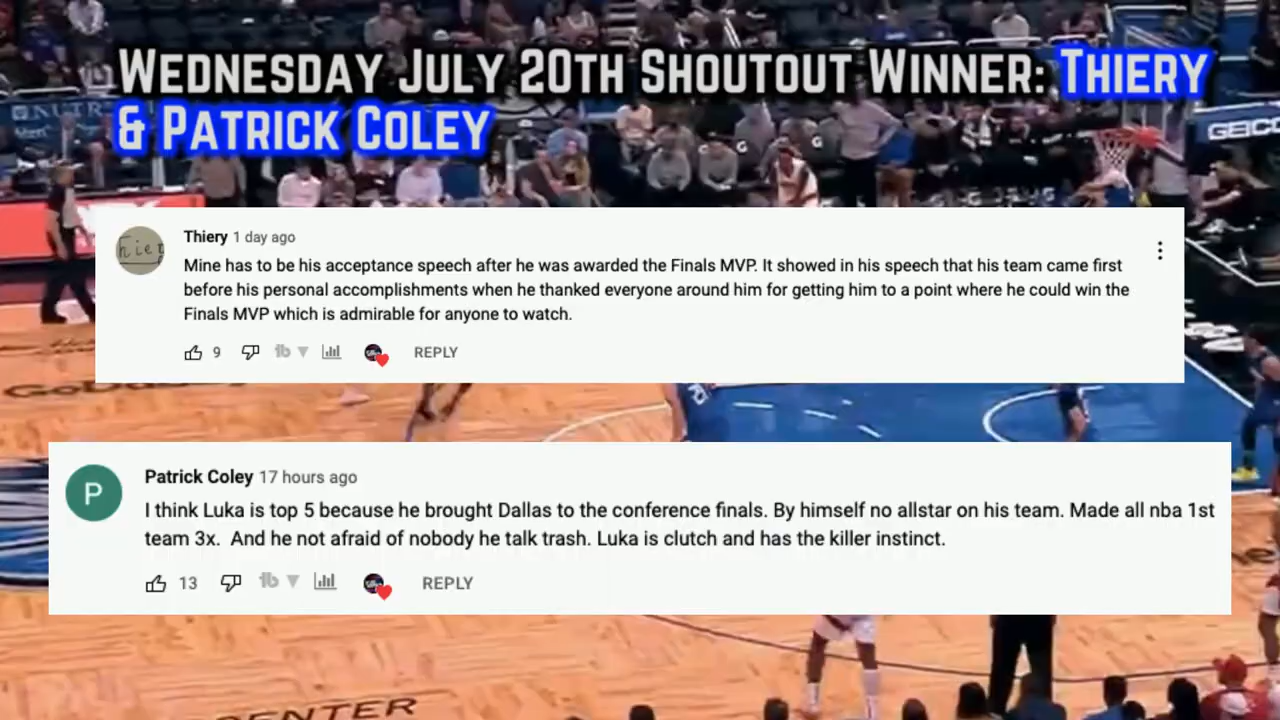 WEDNESDAY JULY 20TH SHOUTOUT WINNER: THIERY
& PATRICK COLEY
GEICO
Thiery 1 day ago
Mine has to be his acceptance speech after he was awarded the Finals MVP. It showed in his speech that his team came first
before his personal accomplishments when he thanked everyone around him for getting him to a point where he could win the
Finals MVP which is admirable for anyone to watch.
9 REPLY
Patrick Coley 17 hours ago
P
I think Luka is top 5 because he brought Dallas to the conference finals. By himself no allstar on his team. Made all nba 1st
team 3x. And he not afraid of nobody he talk trash. Luka is clutch and has the killer instinct.
13 REPLY